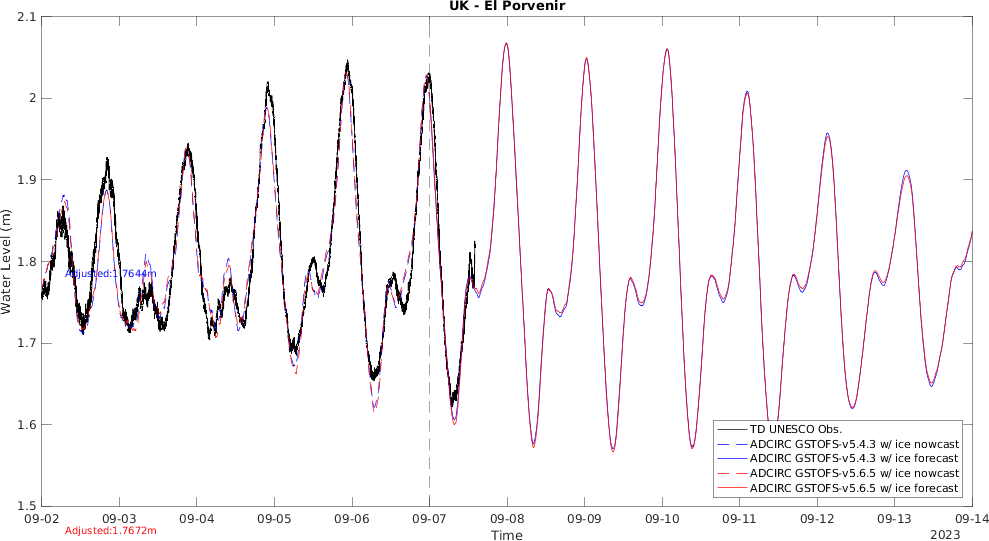 UK - El Porvenir
2.1
2
1.9
1.8
1.7
1.6
1.5
Water Level (m)
Adjusted:1.7644m
TD UNESCO Obs.
ADCIRC GSTOFS-v5.4.3 w/ ice nowcast
ADCIRC GSTOFS-v5.4.3 w/ ice forecast
ADCIRC GSTOFS-v5.6.5 w/ ice nowcast
ADCIRC GSTOFS-v5.6.5 w/ ice forecast
09-02 09-03 09-04 09-05 09-06 09-07 09-08 09-09 09-10 09-11 09-12 09-13 09-14
Adjusted:1.7672m
Time
2023